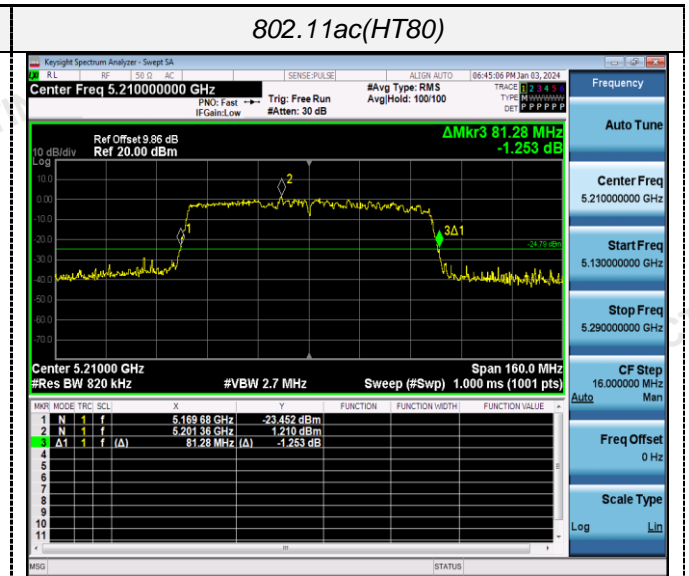 802.11ac(HT80)
Keysight Spectrum Analyzer - Swept SA
RL RF 50 Ω AC SENSE:PULSE ALIGN AUTO 06:45:06 PM Jan 03, 2024
Center Freq 5.210000000 GHz #Avg Type: RMS TRACE 1 2 3 4 5 6
PNO: Fast Trig: Free Run Avg|Hold: 100/100 TYPE M WWWWW
IFGain:Low #Atten: 30 dB DET P P P P P P
Ref Offset 9.86 dB ΔMkr3 81.28 MHz
10 dB/div Ref 20.00 dBm -1.253 dB
Log
10.0
0.00
-10.0
-20.0
-30.0
-40.0
-50.0
-60.0
-70.0
2
1
3Δ1
-24.79 dBm
Center 5.21000 GHz Span 160.0 MHz
#Res BW 820 kHz #VBW 2.7 MHz Sweep (#Swp) 1.000 ms (1001 pts)
MKR MODE TRC SCL X Y FUNCTION FUNCTION WIDTH FUNCTION VALUE
1 N 1 f 5.169 68 GHz -23.452 dBm
2 N 1 f 5.201 36 GHz 1.210 dBm
3 Δ1 1 f (Δ) 81.28 MHz (Δ) -1.253 dB
4
5
6
7
8
9
10
11
MSG STATUS
Frequency
Auto Tune
Center Freq
5.210000000 GHz
Start Freq
5.130000000 GHz
Stop Freq
5.290000000 GHz
CF Step
16.000000 MHz
Auto Man
Freq Offset
0 Hz
Scale Type
Log Lin